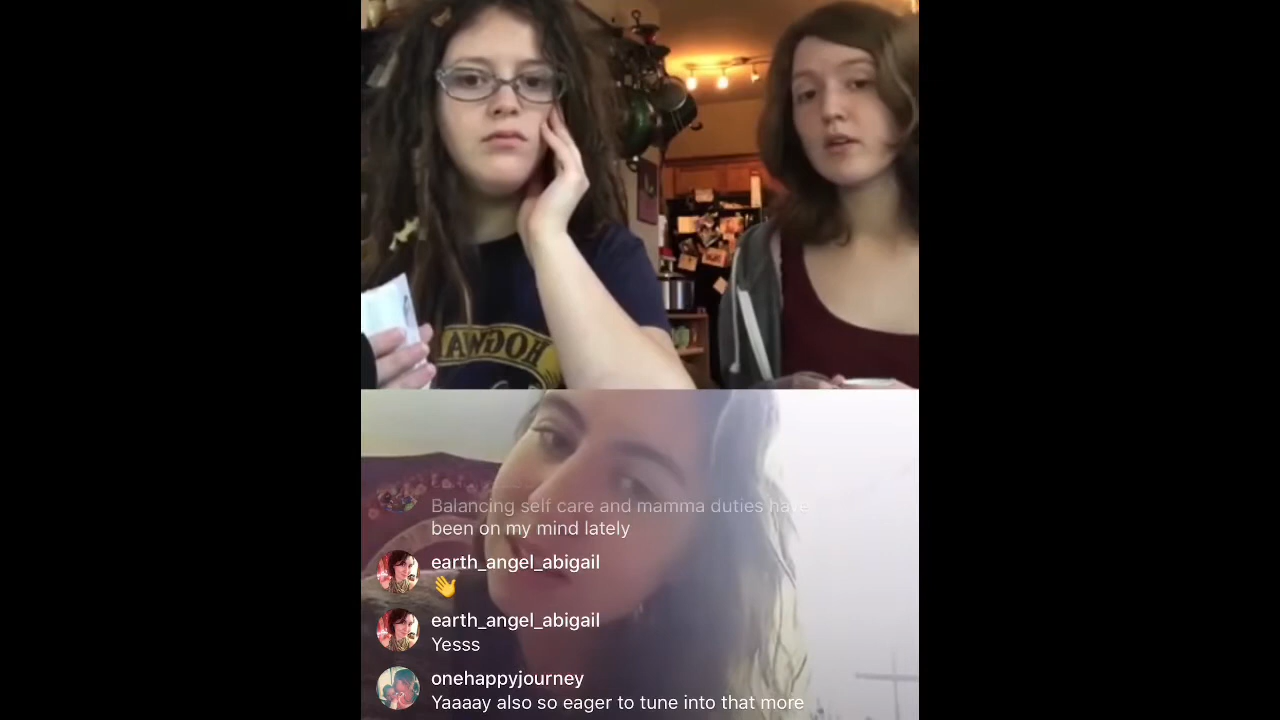 HOGWA
Balancing self care and mamma duties have
been on my mind lately
earth_angel_abigail
👋
earth_angel_abigail
Yesss
onehappyjourney
Yaaaay also so eager to tune into that more